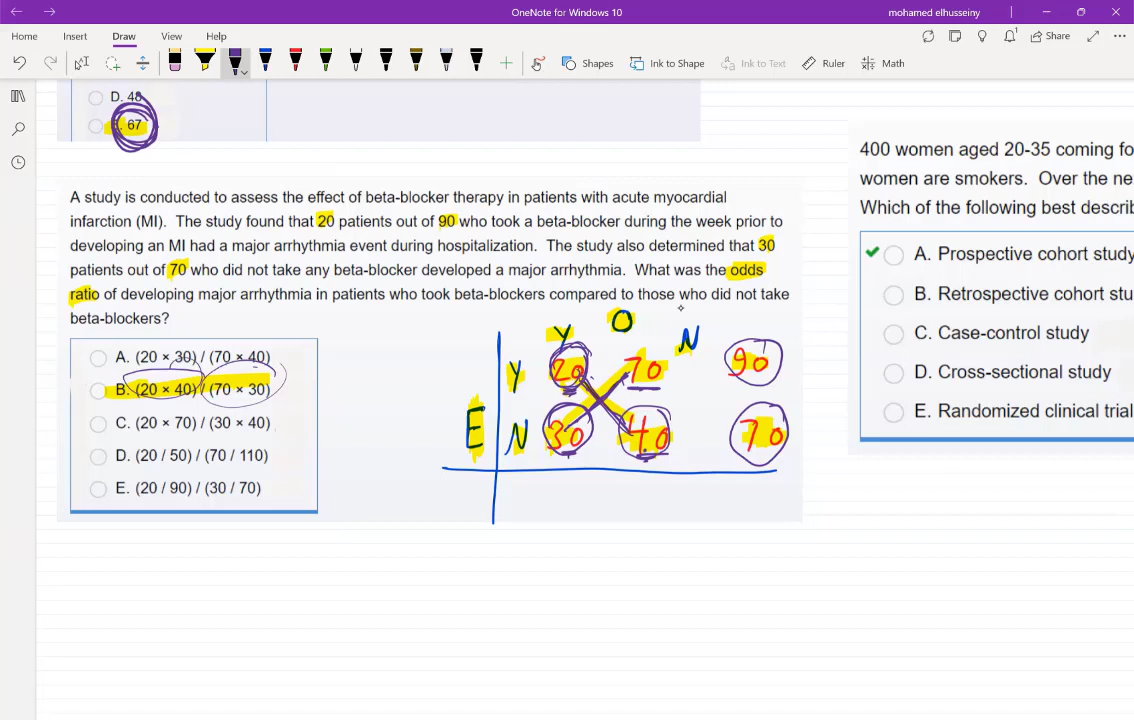 OneNote for Windows 10
mohamed elhusseiny
Home Insert Draw View Help
Share
Shapes Ink to Shape Ink to Text Ruler Math
D. 48
67
A study is conducted to assess the effect of beta-blocker therapy in patients with acute myocardial
infarction (MI). The study found that 20 patients out of 90 who took a beta-blocker during the week prior to
developing an MI had a major arrhythmia event during hospitalization. The study also determined that 30
patients out of 70 who did not take any beta-blocker developed a major arrhythmia. What was the odds
ratio of developing major arrhythmia in patients who took beta-blockers compared to those who did not take
beta-blockers?
A. (20 × 30) / (70 × 40)
B. (20 × 40) / (70 × 30)
C. (20 × 70) / (30 × 40)
D. (20 / 50) / (70 / 110)
E. (20 / 90) / (30 / 70)
O
Y N
Y 20 70 90
E N 30 40 70
400 women aged 20-35 coming fo
women are smokers. Over the ne
Which of the following best describ
A. Prospective cohort study
B. Retrospective cohort stu
C. Case-control study
D. Cross-sectional study
E. Randomized clinical trial